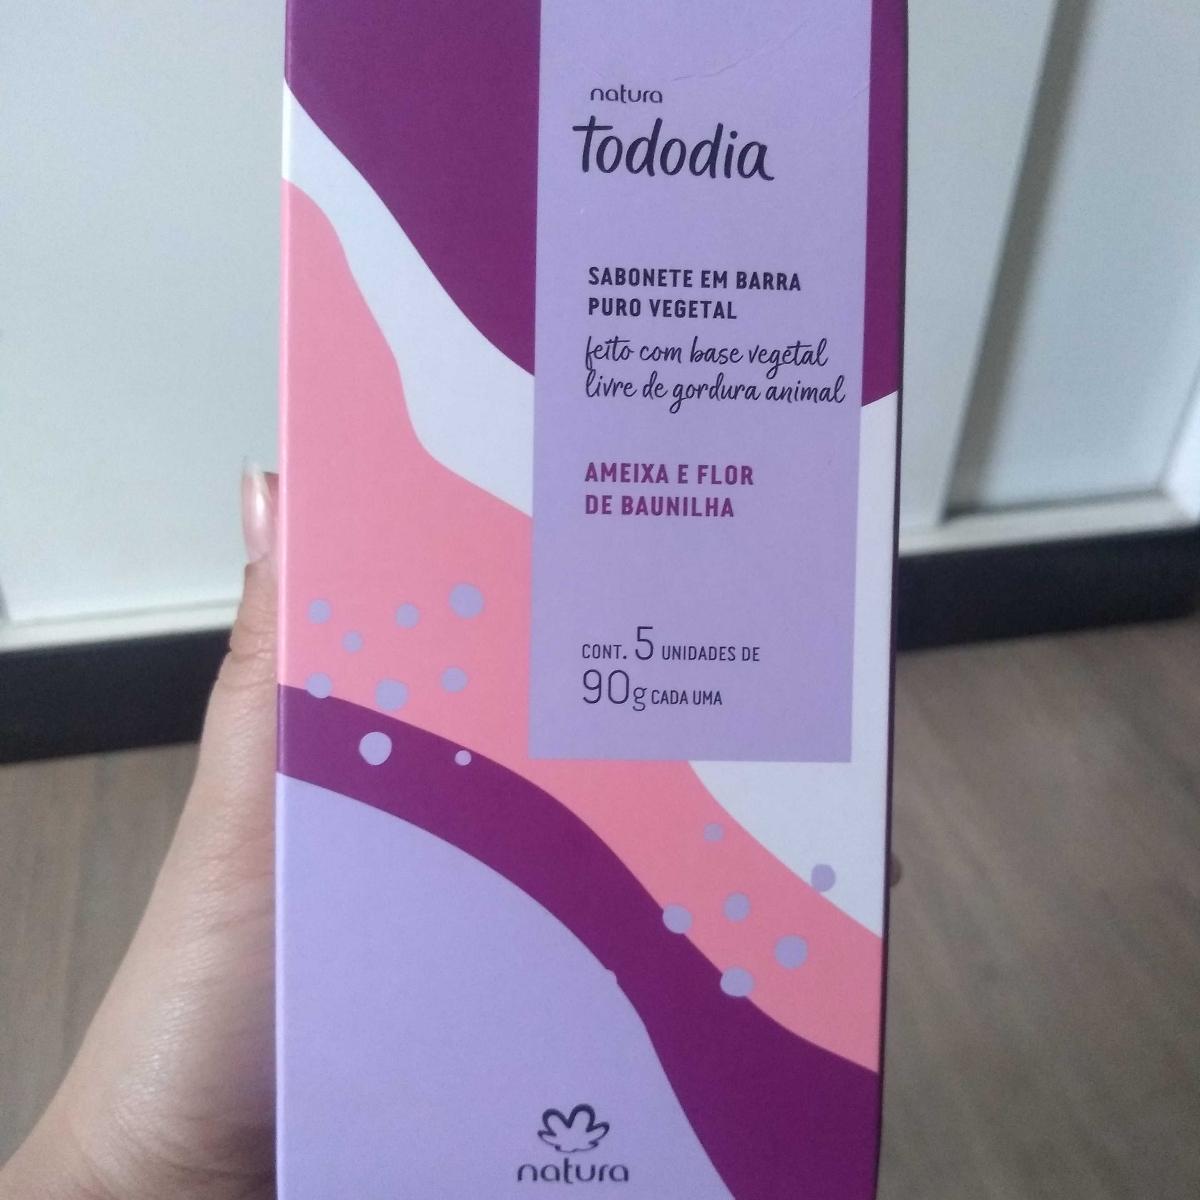 natura
tododia
SABONETE EM BARRA
PURO VEGETAL
feito com base vegetal
livre de gordura animal
AMEIXA E FLOR
DE BAUNILHA
CONT. 5 UNIDADES DE
90g CADA UMA
natura